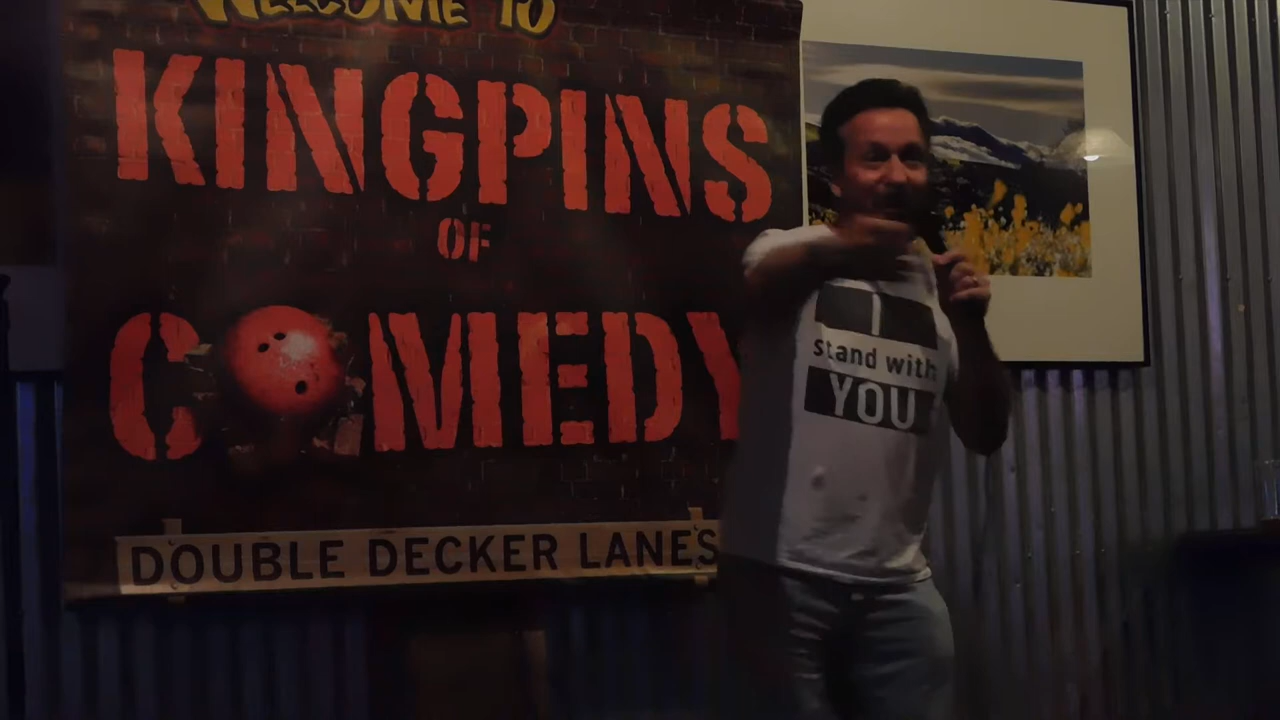 WELCOME TO
KINGPINS
OF
COMEDY
DOUBLE DECKER LANES
I
stand with
YOU